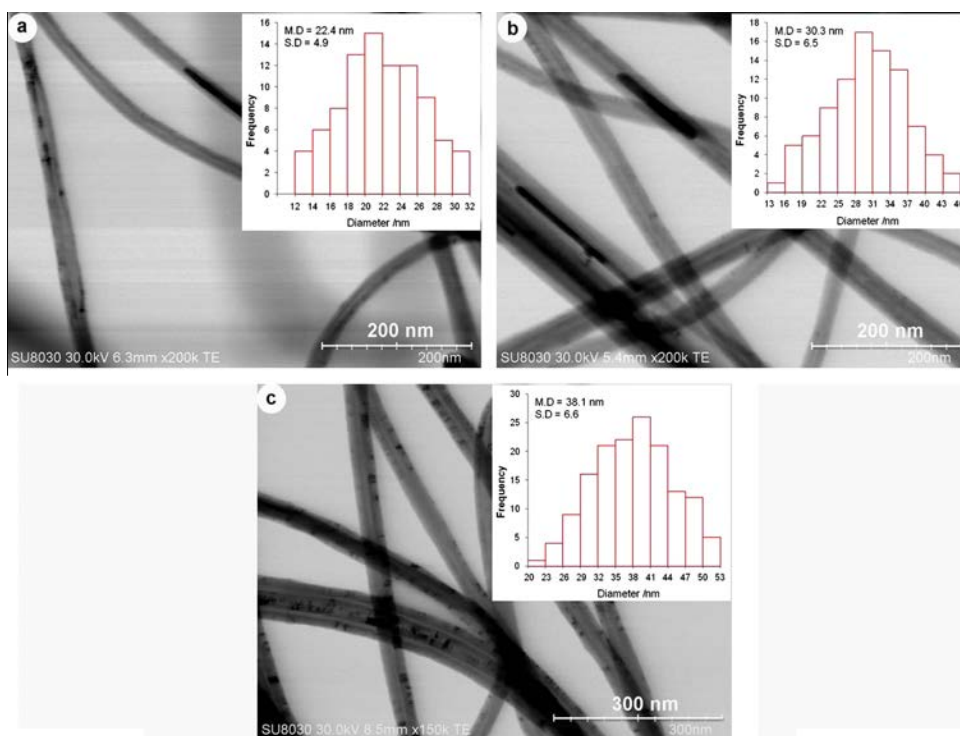 a
M.D = 22.4 nm
S.D = 4.9
Frequency
16
14
12
10
8
6
4
2
0
12 14 16 18 20 22 24 26 28 30 32
Diameter /nm
200 nm
SU8030 30.0kV 6.3mm x200k TE
200nm
b
M.D = 30.3 nm
S.D = 6.5
Frequency
18
16
14
12
10
8
6
4
2
0
13 16 19 22 25 28 31 34 37 40 43 46
Diameter /nm
200 nm
SU8030 30.0kV 5.4mm x200k TE
200nm
c
M.D = 38.1 nm
S.D = 6.6
Frequency
30
25
20
15
10
5
0
20 23 26 29 32 35 38 41 44 47 50 53
Diameter /nm
300 nm
SU8030 30.0kV 8.5mm x150k TE
300nm